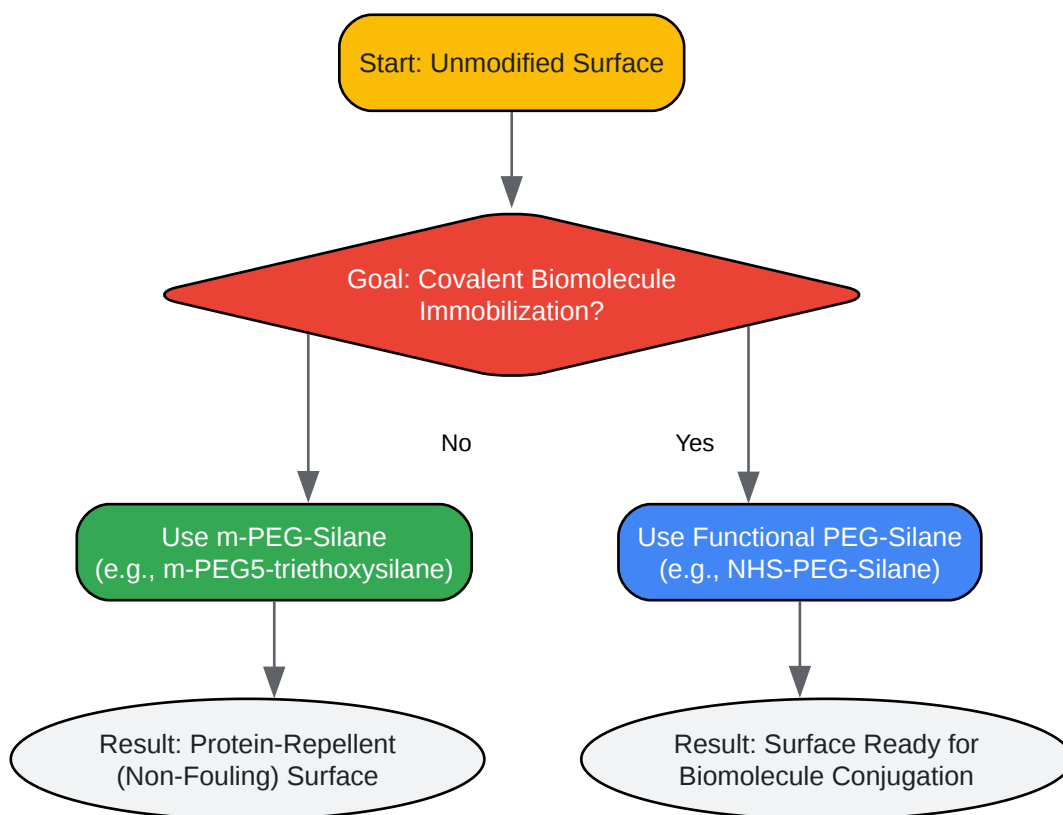 Start: Unmodified Surface
Goal: Covalent Biomolecule
Immobilization?
No
Yes
Use m-PEG-Silane
(e.g., m-PEG5-triethoxysilane)
Use Functional PEG-Silane
(e.g., NHS-PEG-Silane)
Result: Protein-Repellent
(Non-Fouling) Surface
Result: Surface Ready for
Biomolecule Conjugation